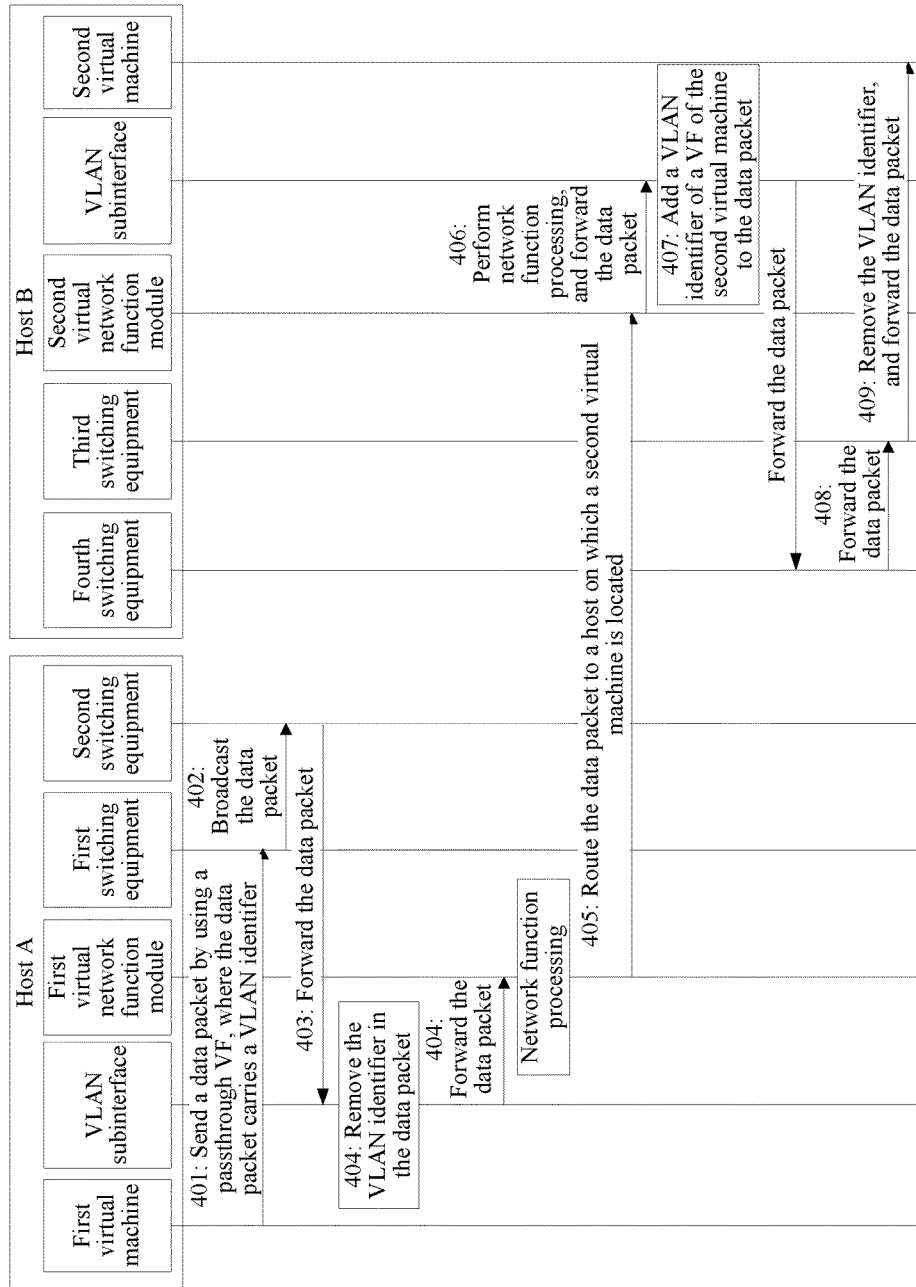 Host A
First
virtual
machine
VLAN
subinterface
First
virtual
network
function
module
First
switching
equipment
Second
switching
equipment
Host B
Fourth
switching
equipment
Third
switching
equipment
Second
virtual
network
function
module
VLAN
subinterface
Second
virtual
machine
401: Send a data packet by using a
passthrough VF, where the data
packet carries a VLAN identifer
402:
Broadcast
the data
packet
403: Forward the data packet
404: Remove the
VLAN identifier in
the data packet
404:
Forward the
data packet
Network function
processing
405: Route the data packet to a host on which a second virtual
machine is located
406:
Perform
network
function
processing,
and forward
the data
packet
407: Add a VLAN
identifier of a VF of the
second virtual machine
to the data packet
Forward the data packet
408:
Forward the
data packet
409: Remove the VLAN identifier,
and forward the data packet